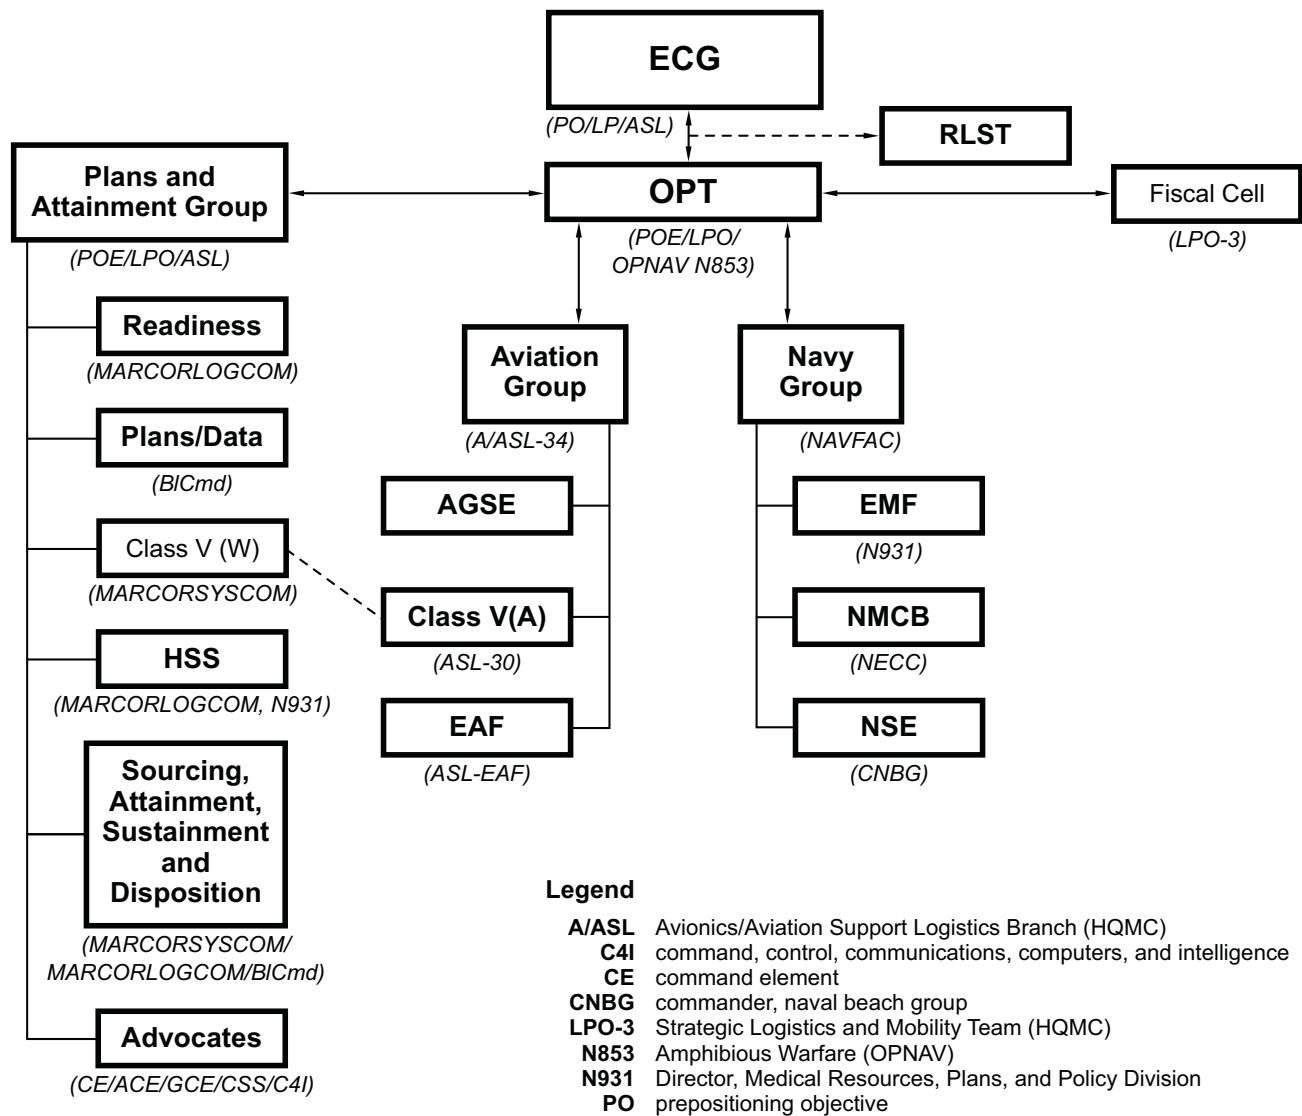 ECG
(PO/LP/ASL)
RLST
Plans and
Attainment Group
(POE/LPO/ASL)
OPT
(POE/LPO/
OPNAV N853)
Fiscal Cell
(LPO-3)
Readiness
(MARCORLOGCOM)
Plans/Data
(BICmd)
Class V (W)
(MARCORSYSCOM)
HSS
(MARCORLOGCOM, N931)
Sourcing,
Attainment,
Sustainment
and
Disposition
(MARCORSYSCOM/
MARCORLOGCOM/BICmd)
Advocates
(CE/ACE/GCE/CSS/C4I)
Aviation
Group
(A/ASL-34)
AGSE
Class V(A)
(ASL-30)
EAF
(ASL-EAF)
Navy
Group
(NAVFAC)
EMF
(N931)
NMCB
(NECC)
NSE
(CNBG)
Legend
A/ASL Avionics/Aviation Support Logistics Branch (HQMC)
C4I command, control, communications, computers, and intelligence
CE command element
CNBG commander, naval beach group
LPO-3 Strategic Logistics and Mobility Team (HQMC)
N853 Amphibious Warfare (OPNAV)
N931 Director, Medical Resources, Plans, and Policy Division
PO prepositioning objective